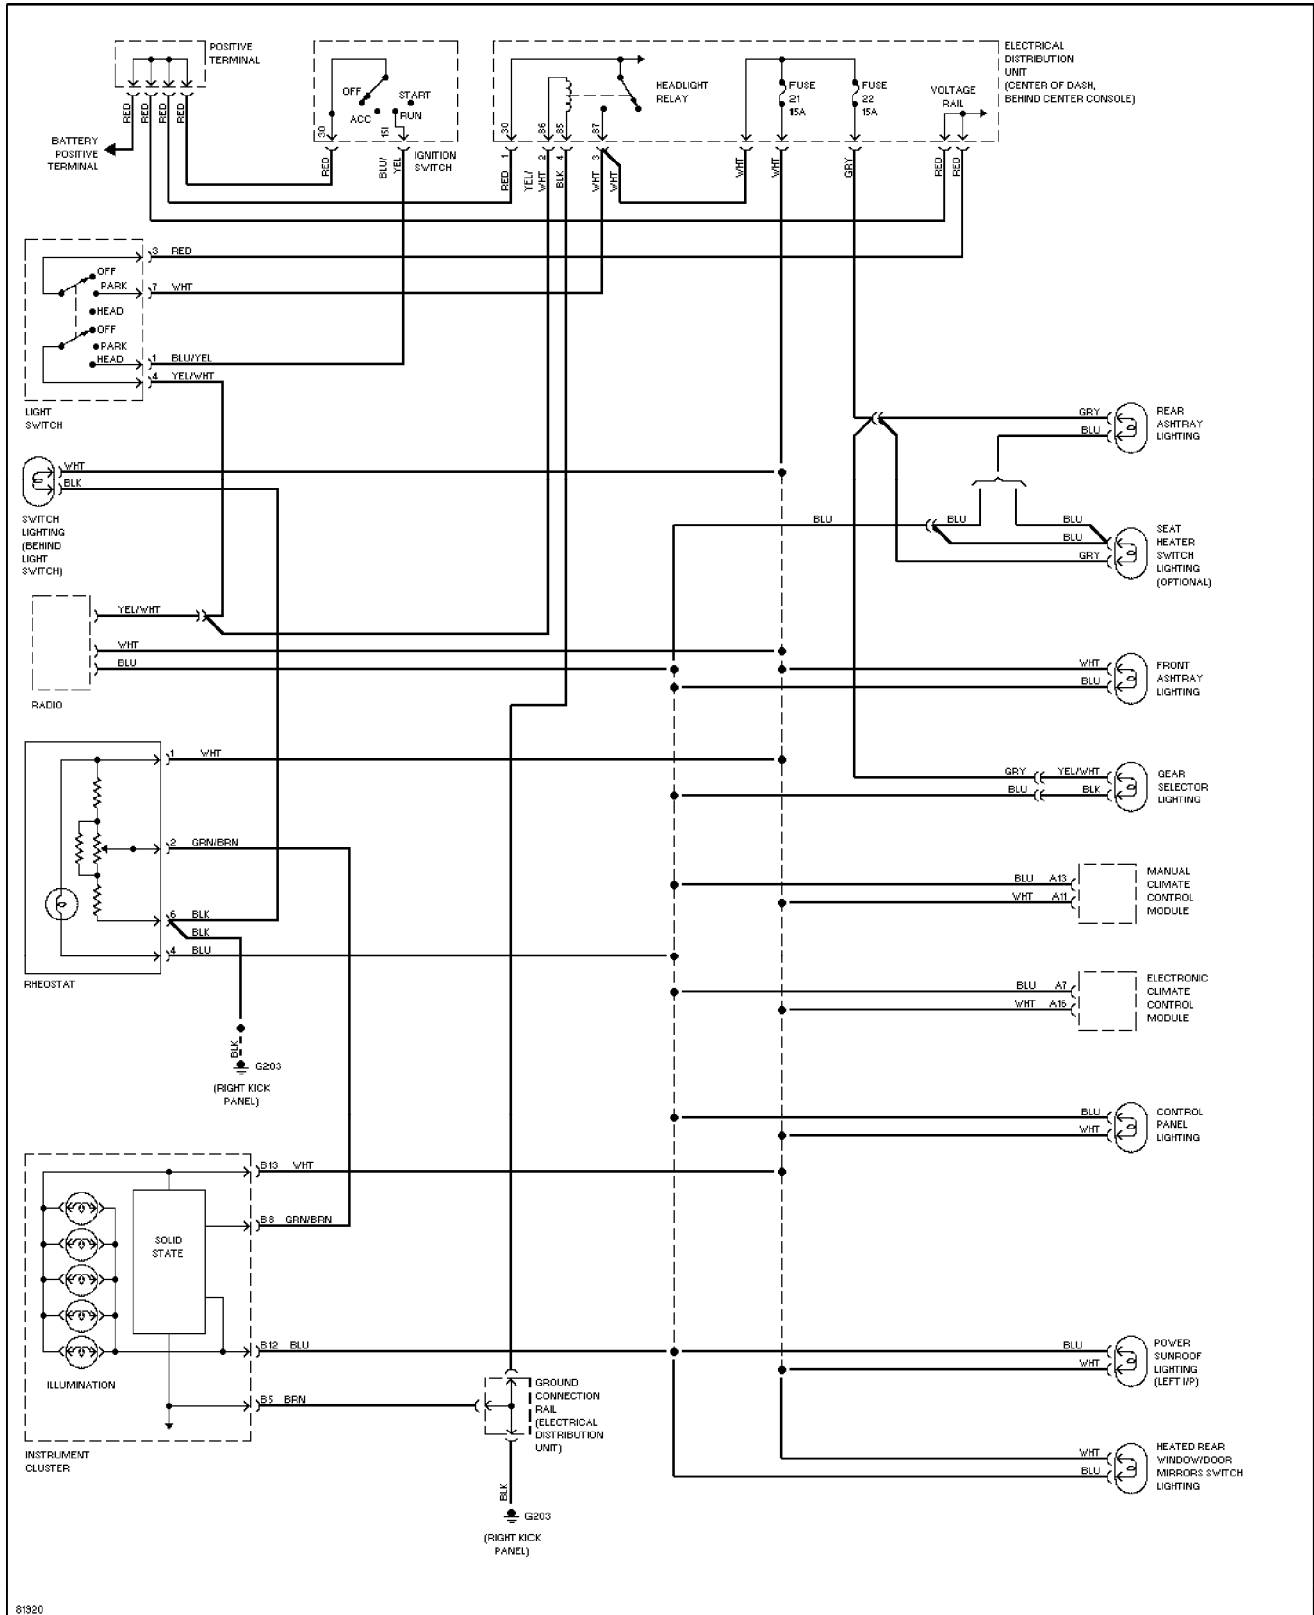 POSITIVE
TERMINAL
RED
RED
RED
RED
BATTERY
POSITIVE
TERMINAL
OFF
START
ACC
RUN
30
15I
RED
BLU/
YEL
IGNITION
SWITCH
HEADLIGHT
RELAY
30
86
85
87
1
2
4
3
RED
YEL/
WHT
BLK
WHT
WHT
FUSE
21
15A
FUSE
22
15A
VOLTAGE
RAIL
WHT
WHT
GRY
RED
RED
ELECTRICAL
DISTRIBUTION
UNIT
(CENTER OF DASH,
BEHIND CENTER CONSOLE)
3 RED
OFF
PARK
7 WHT
HEAD
OFF
PARK
HEAD
1 BLU/YEL
4 YEL/WHT
LIGHT
SWITCH
WHT
BLK
SWITCH
LIGHTING
(BEHIND
LIGHT
SWITCH)
YEL/WHT
WHT
BLU
RADIO
1 WHT
2 GRN/BRN
6 BLK
BLK
4 BLU
RHEOSTAT
BLK
G203
(RIGHT KICK
PANEL)
B13 WHT
B8 GRN/BRN
SOLID
STATE
B12 BLU
ILLUMINATION
B5 BRN
INSTRUMENT
CLUSTER
GROUND
CONNECTION
RAIL
(ELECTRICAL
DISTRIBUTION
UNIT)
BLK
G203
(RIGHT KICK
PANEL)
GRY
BLU
REAR
ASHTRAY
LIGHTING
BLU
BLU
BLU
BLU
GRY
SEAT
HEATER
SWITCH
LIGHTING
(OPTIONAL)
WHT
BLU
FRONT
ASHTRAY
LIGHTING
GRY YEL/WHT
BLU BLK
GEAR
SELECTOR
LIGHTING
BLU A13
WHT A11
MANUAL
CLIMATE
CONTROL
MODULE
BLU A7
WHT A16
ELECTRONIC
CLIMATE
CONTROL
MODULE
BLU
WHT
CONTROL
PANEL
LIGHTING
BLU
WHT
POWER
SUNROOF
LIGHTING
(LEFT I/P)
WHT
BLU
HEATED REAR
WINDOW/DOOR
MIRRORS SWITCH
LIGHTING
81920